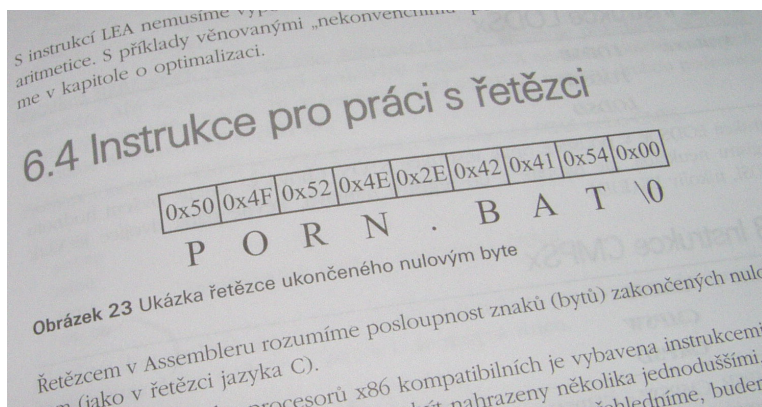 S instrukcí LEA nemusíme
aritmetice. S příklady věnovanými „nekonvenčnímu
me v kapitole o optimalizaci.
6.4 Instrukce pro práci s řetězci
0x50 0x4F 0x52 0x4E 0x2E 0x42 0x41 0x54 0x00
P O R N . B A T \0
Obrázek 23 Ukázka řetězce ukončeného nulovým byte
Řetězcem v Assembleru rozumíme posloupnost znaků (bytů) zakončených nulo
(jako v řetězci jazyka C).
procesorů x86 kompatibilních je vybavena instrukcemi
nahrazeny několika jednoduššími.